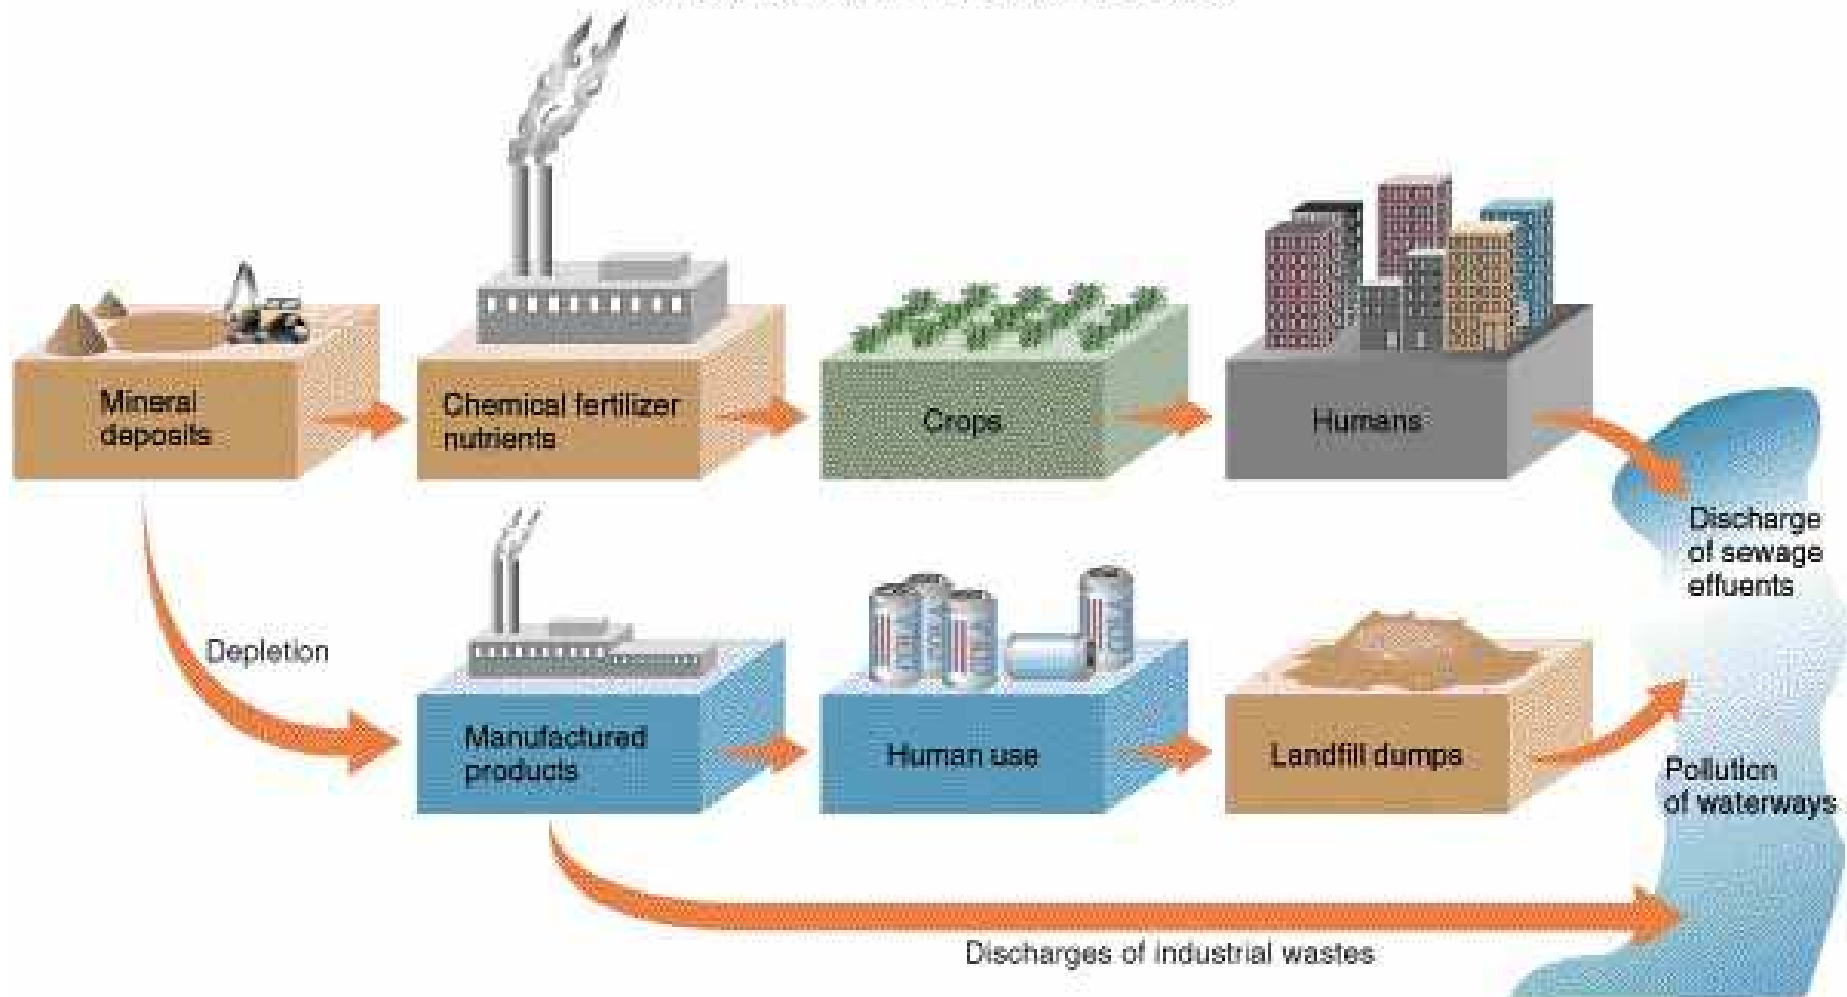 Mineral
deposits
Chemical fertilizer
nutrients
Crops
Humans
Discharge
of sewage
effuents
Depletion
Manufactured
products
Human use
Landfill dumps
Pollution
of waterways
Discharges of industrial wastes